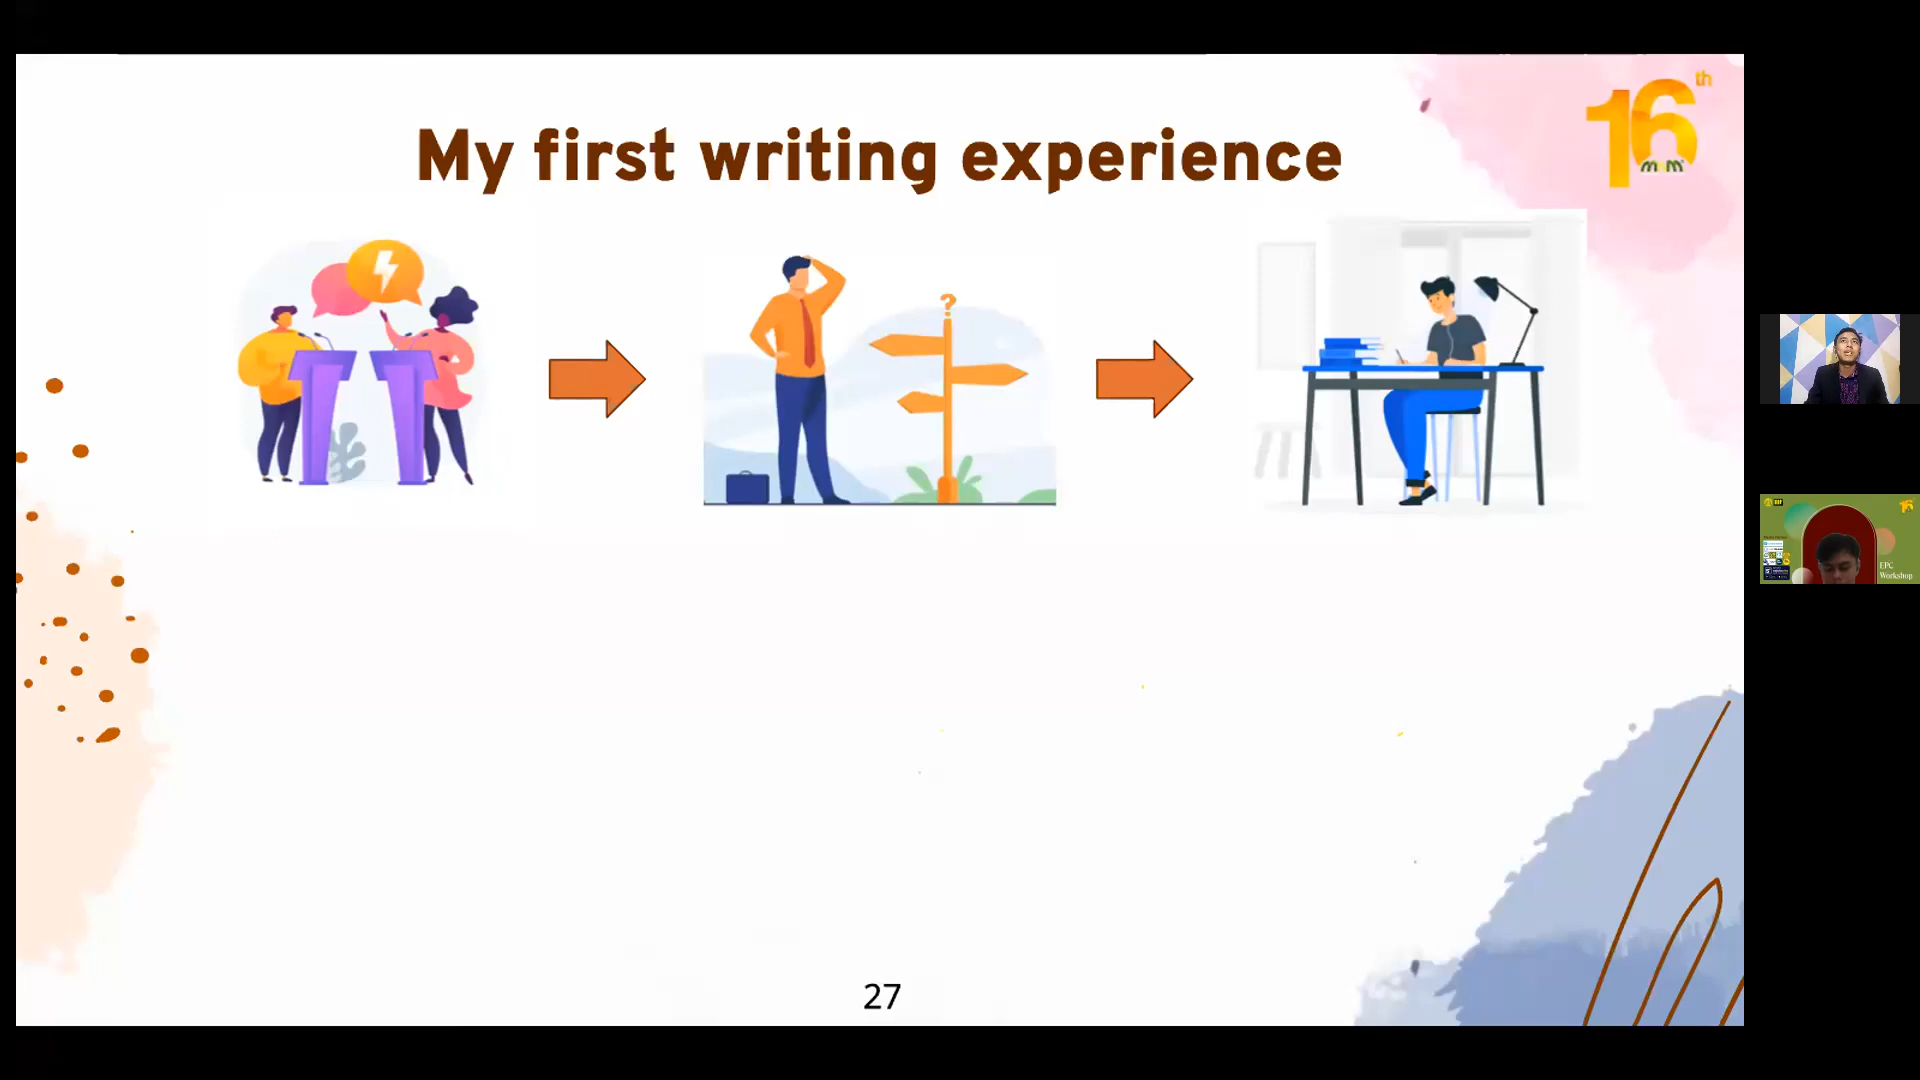 My first writing experience
16th
?
27
EPC
Workshop